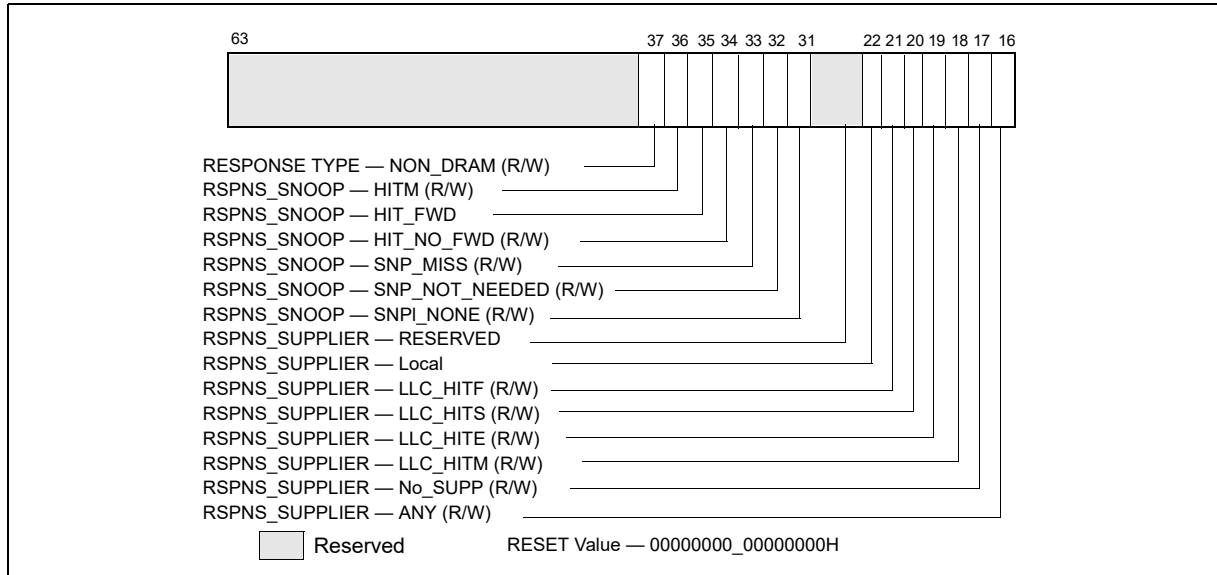 63 37 36 35 34 33 32 31 22 21 20 19 18 17 16
RESPONSE TYPE — NON_DRAM (R/W)
RSPNS_SNOOP — HITM (R/W)
RSPNS_SNOOP — HIT_FWD
RSPNS_SNOOP — HIT_NO_FWD (R/W)
RSPNS_SNOOP — SNP_MISS (R/W)
RSPNS_SNOOP — SNP_NOT_NEEDED (R/W)
RSPNS_SNOOP — SNPl_NONE (R/W)
RSPNS_SUPPLIER — RESERVED
RSPNS_SUPPLIER — Local
RSPNS_SUPPLIER — LLC_HITF (R/W)
RSPNS_SUPPLIER — LLC_HITS (R/W)
RSPNS_SUPPLIER — LLC_HITE (R/W)
RSPNS_SUPPLIER — LLC_HITM (R/W)
RSPNS_SUPPLIER — No_SUPP (R/W)
RSPNS_SUPPLIER — ANY (R/W)
Reserved RESET Value — 00000000_00000000H